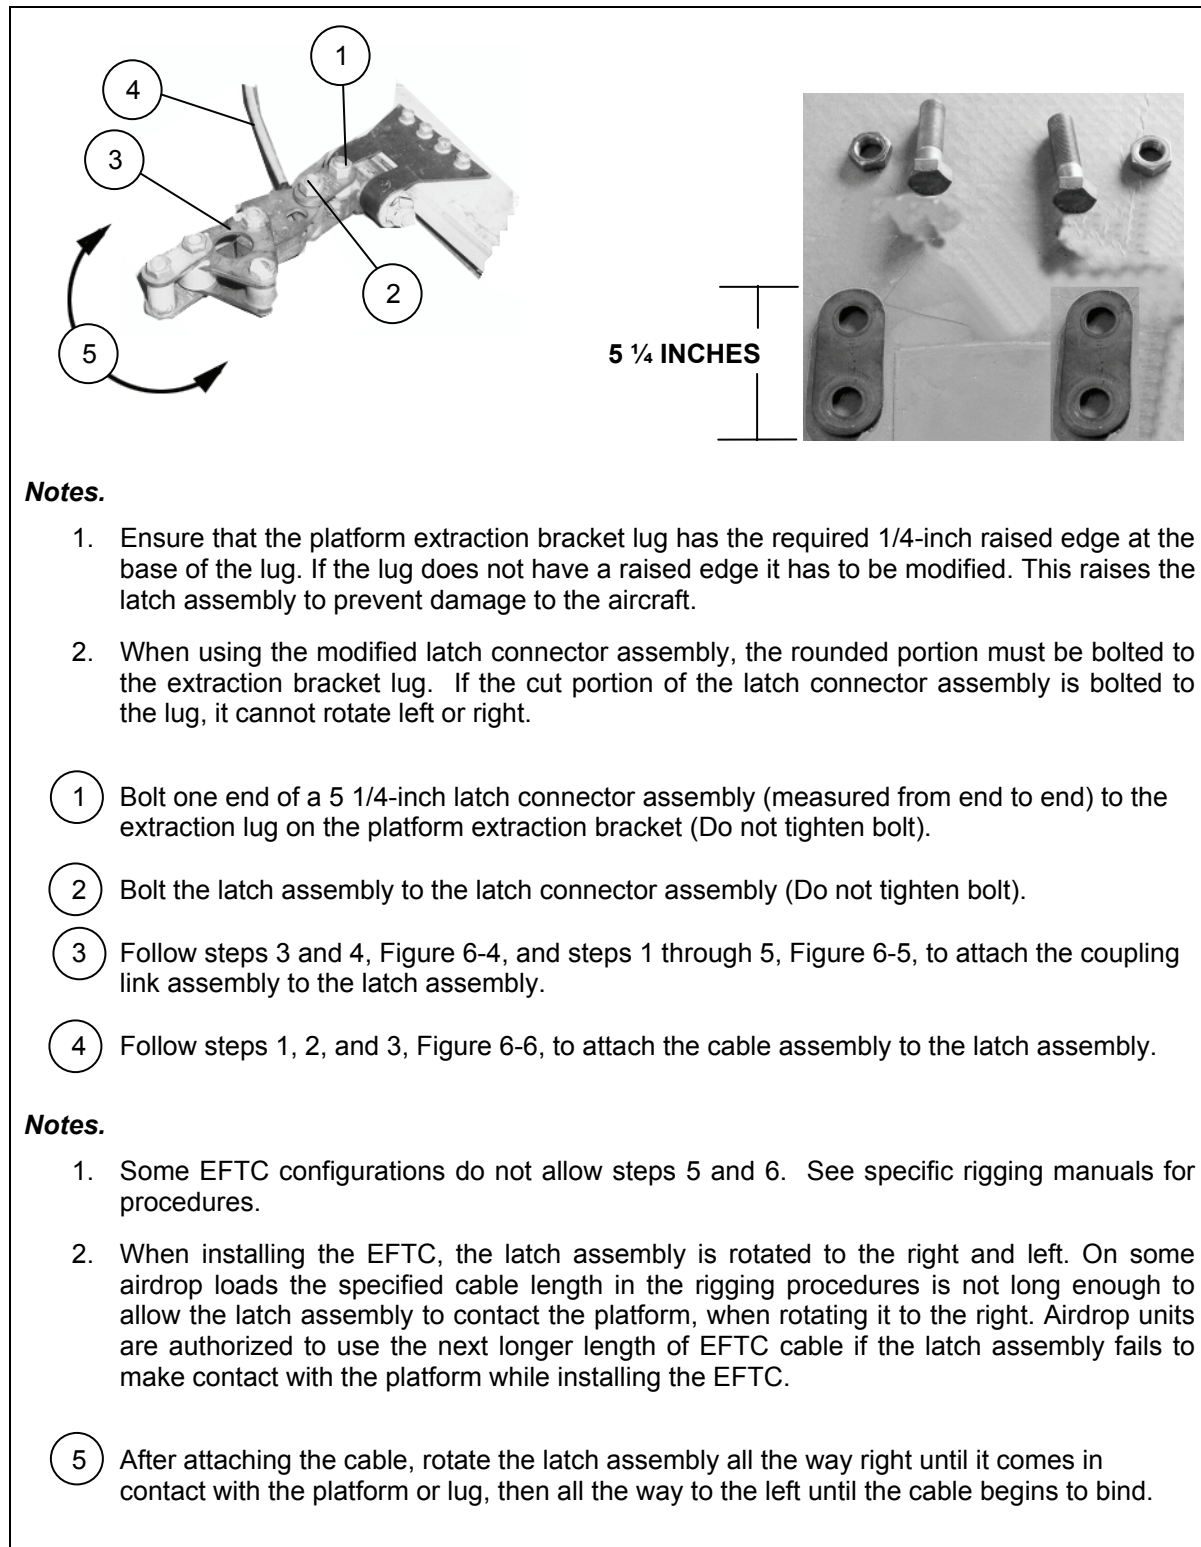 1
4
3
2
5
5 ¼ INCHES
Notes.
1. Ensure that the platform extraction bracket lug has the required 1/4-inch raised edge at the
base of the lug. If the lug does not have a raised edge it has to be modified. This raises the
latch assembly to prevent damage to the aircraft.
2. When using the modified latch connector assembly, the rounded portion must be bolted to
the extraction bracket lug. If the cut portion of the latch connector assembly is bolted to
the lug, it cannot rotate left or right.
1 Bolt one end of a 5 1/4-inch latch connector assembly (measured from end to end) to the
extraction lug on the platform extraction bracket (Do not tighten bolt).
2 Bolt the latch assembly to the latch connector assembly (Do not tighten bolt).
3 Follow steps 3 and 4, Figure 6-4, and steps 1 through 5, Figure 6-5, to attach the coupling
link assembly to the latch assembly.
4 Follow steps 1, 2, and 3, Figure 6-6, to attach the cable assembly to the latch assembly.
Notes.
1. Some EFTC configurations do not allow steps 5 and 6. See specific rigging manuals for
procedures.
2. When installing the EFTC, the latch assembly is rotated to the right and left. On some
airdrop loads the specified cable length in the rigging procedures is not long enough to
allow the latch assembly to contact the platform, when rotating it to the right. Airdrop units
are authorized to use the next longer length of EFTC cable if the latch assembly fails to
make contact with the platform while installing the EFTC.
5 After attaching the cable, rotate the latch assembly all the way right until it comes in
contact with the platform or lug, then all the way to the left until the cable begins to bind.